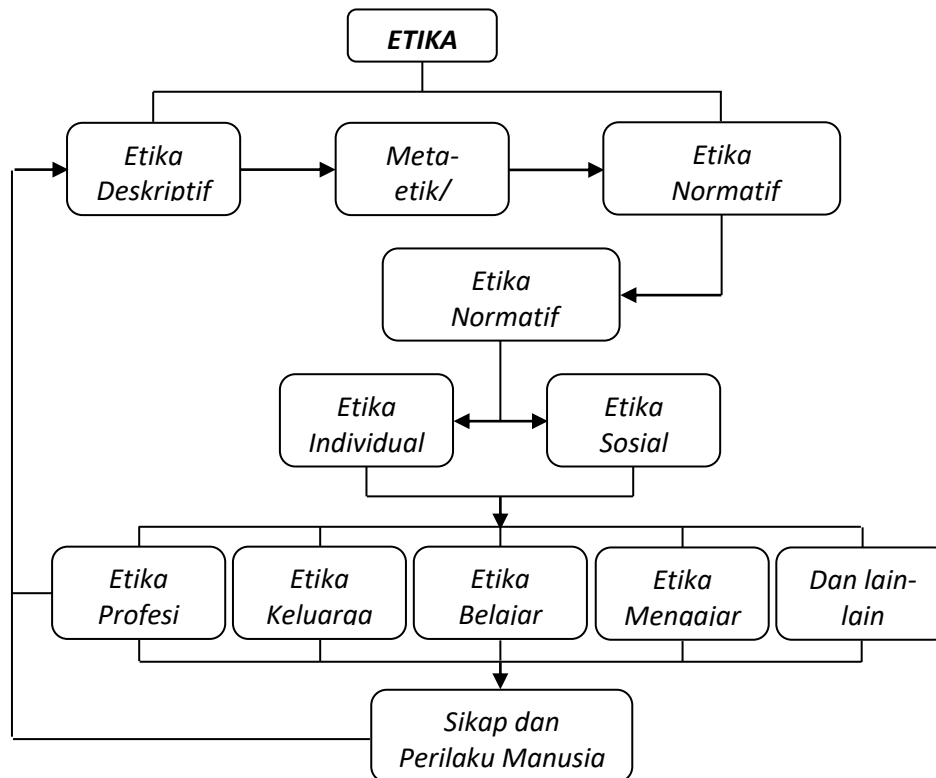 ETIKA
Etika
Deskriptif
Meta-
etik/
Etika
Normatif
Etika
Normatif
Etika
Individual
Etika
Sosial
Etika
Profesi
Etika
Keluarga
Etika
Belajar
Etika
Mengajar
Dan lain-
lain
Sikap dan
Perilaku Manusia